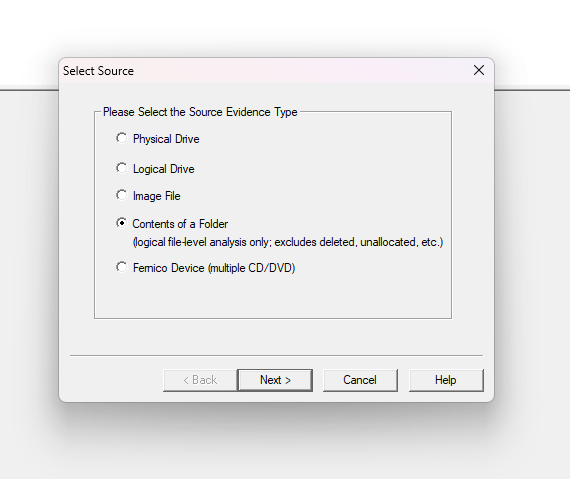 Select Source
Please Select the Source Evidence Type
Physical Drive
Logical Drive
Image File
Contents of a Folder
(logical file-level analysis only; excludes deleted, unallocated, etc.)
Fernico Device (multiple CD/DVD)
< Back
Next >
Cancel
Help